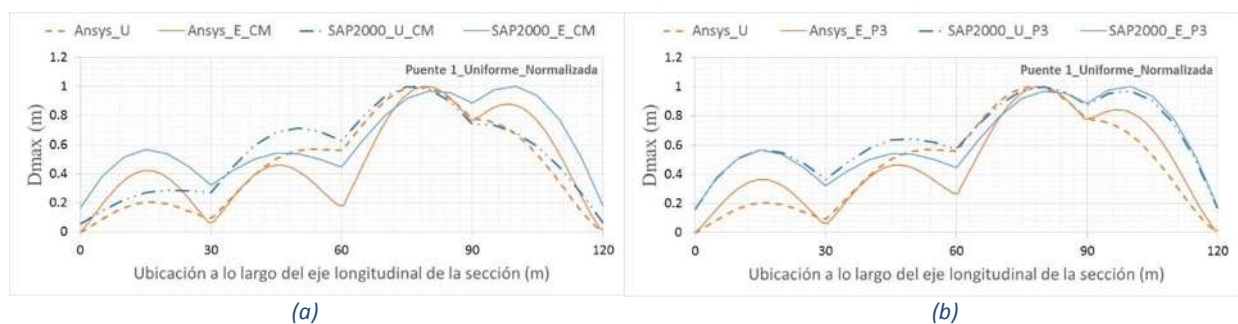 Ansys_U Ansys_E_CM SAP2000_U_CM SAP2000_E_CM
1.2
Puente 1_Uniforme_Normalizada
1
0.8
0.6
0.4
0.2
0
Dmax (m)
0 30 60 90 120
Ubicación a lo largo del eje longitudinal de la sección (m)
(a)
Ansys_U Ansys_E_P3 SAP2000_U_P3 SAP2000_E_P3
1.2
Puente 1_Uniforme_Normalizada
1
0.8
0.6
0.4
0.2
0
Dmax (m)
0 30 60 90 120
Ubicación a lo largo del eje longitudinal de la sección (m)
(b)